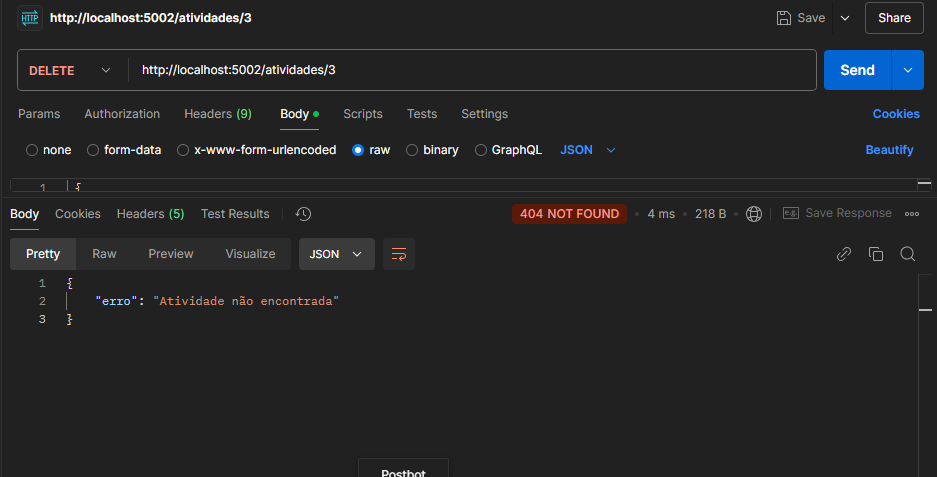 HTTP http://localhost:5002/atividades/3 Save Share
DELETE http://localhost:5002/atividades/3 Send
Params Authorization Headers (9) Body Scripts Tests Settings Cookies
none form-data x-www-form-urlencoded raw binary GraphQL JSON Beautify
1 {
Body Cookies Headers (5) Test Results 404 NOT FOUND 4 ms 218 B e.g. Save Response
Pretty Raw Preview Visualize JSON
1 {
2 "erro": "Atividade não encontrada"
3 }
Postbot